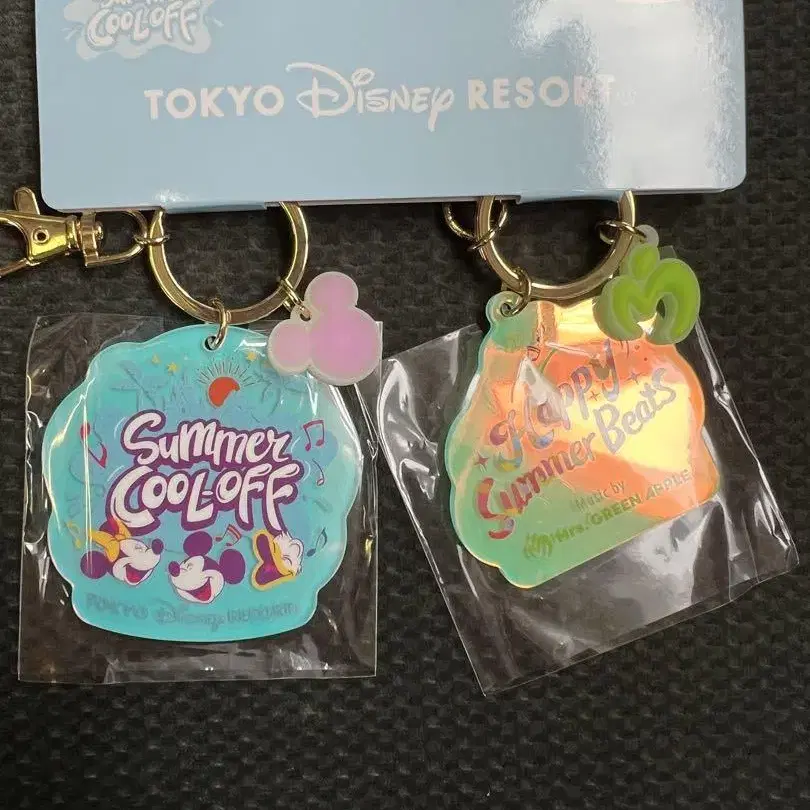 COOL-OFF
TOKYO Disney RESORT
Summer
COOL-OFF
TOKYO Disney RESORT
Happy
Summer Beats
Music by
Mrs. GREEN APPLE